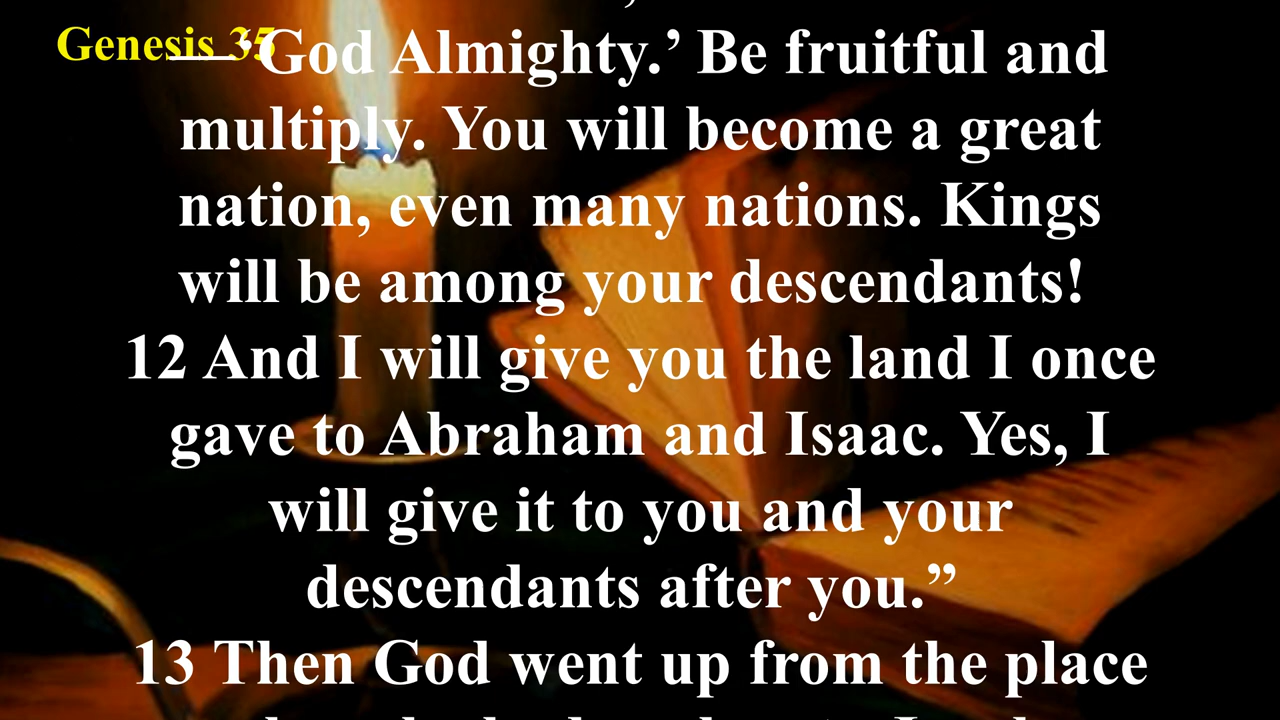 Genesis 35
—‘God Almighty.’ Be fruitful and
multiply. You will become a great
nation, even many nations. Kings
will be among your descendants!
12 And I will give you the land I once
gave to Abraham and Isaac. Yes, I
will give it to you and your
descendants after you.”
13 Then God went up from the place